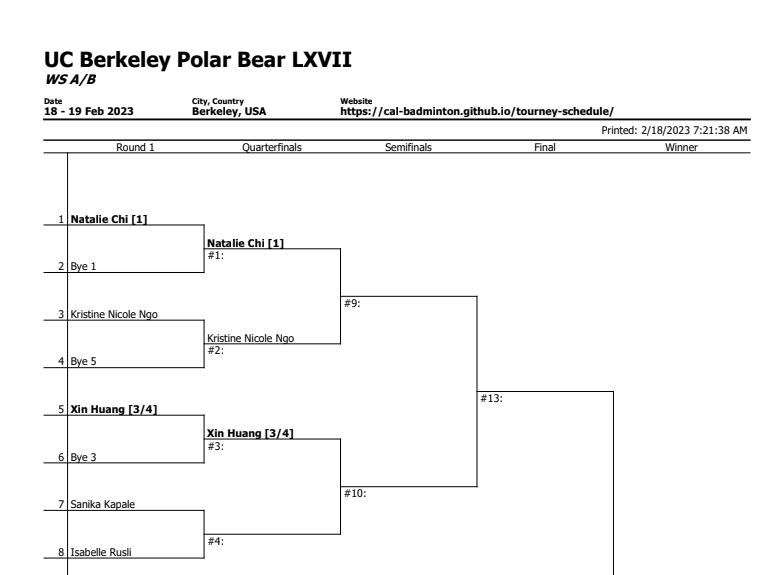 UC Berkeley Polar Bear LXVII
WS A/B
Date City, Country Website
18 - 19 Feb 2023 Berkeley, USA https://cal-badminton.github.io/tourney-schedule/
Printed: 2/18/2023 7:21:38 AM
Round 1 Quarterfinals Semifinals Final Winner
1 Natalie Chi [1]
Natalie Chi [1]
#1:
2 Bye 1
#9:
3 Kristine Nicole Ngo
Kristine Nicole Ngo
#2:
4 Bye 5
#13:
5 Xin Huang [3/4]
Xin Huang [3/4]
#3:
6 Bye 3
#10:
7 Sanika Kapale
#4:
8 Isabelle Rusli